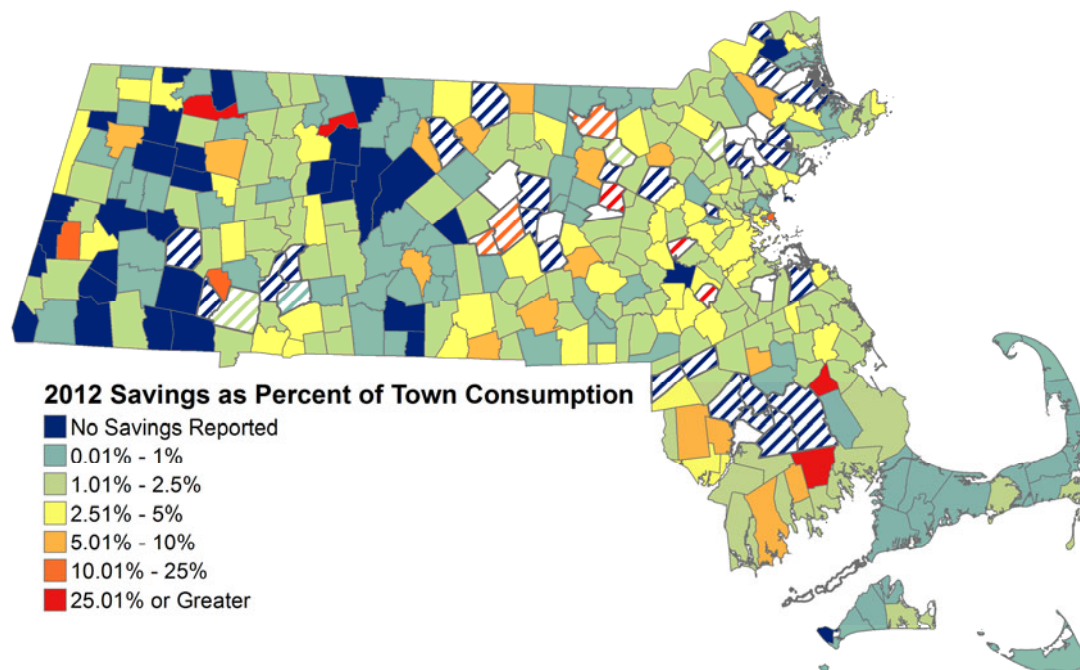 2012 Savings as Percent of Town Consumption
No Savings Reported
0.01% - 1%
1.01% - 2.5%
2.51% - 5%
5.01% - 10%
10.01% - 25%
25.01% or Greater